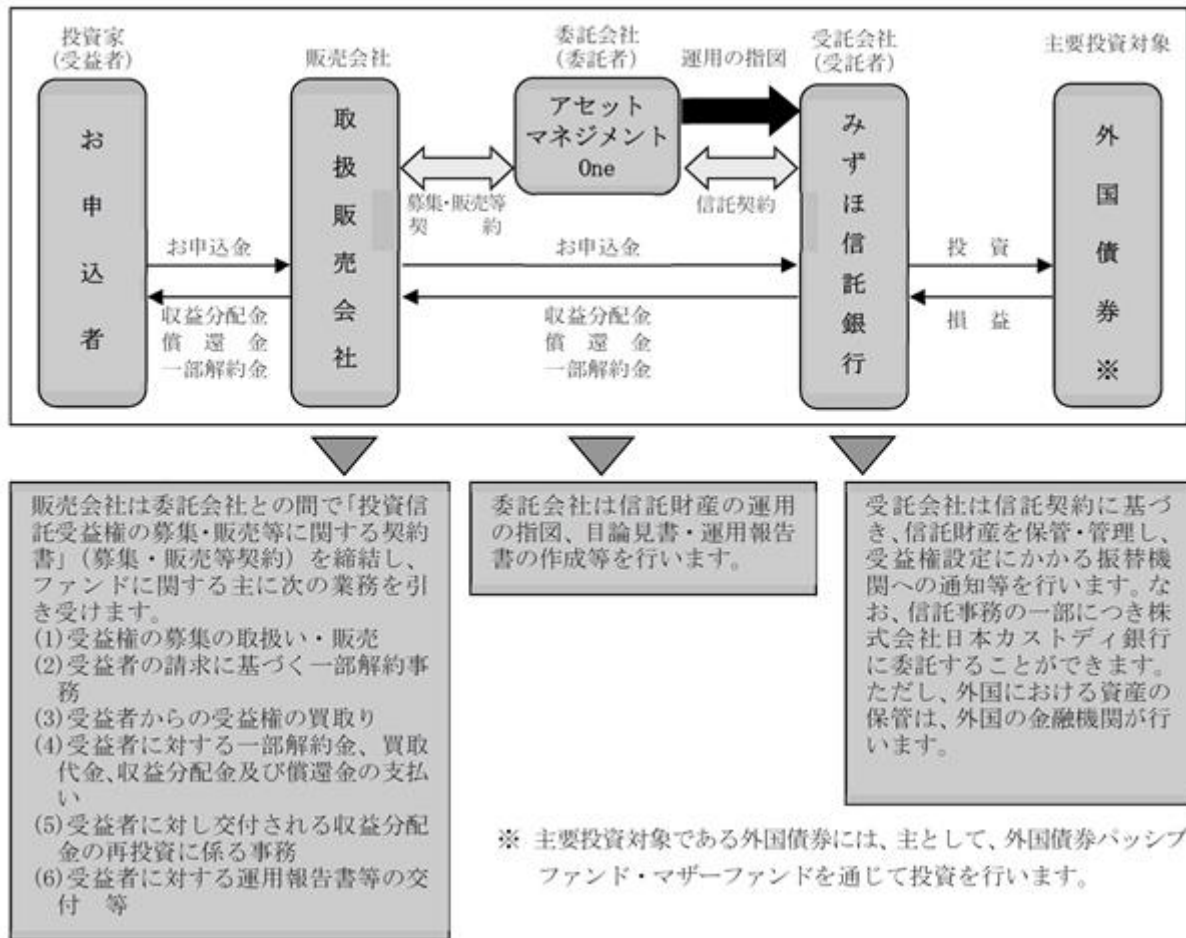 投資家
(受益者)
販売会社
委託会社
(委託者)
運用の指図
受託会社
(受託者)
主要投資対象
お申込者
取扱販売会社
アセット
マネジメント
One
みずほ信託銀行
外国債券※
募集・販売等
契 約
信託契約
お申込金
収益分配金
償 還 金
一部解約金
お申込金
収益分配金
償 還 金
一部解約金
投 資
損 益
販売会社は委託会社との間で「投資信
託受益権の募集・販売等に関する契約
書」(募集・販売等契約)を締結し、
ファンドに関する主に次の業務を引
き受けます。
(1)受益権の募集の取扱い・販売
(2)受益者の請求に基づく一部解約事
務
(3)受益者からの受益権の買取り
(4)受益者に対する一部解約金、買取
代金、収益分配金及び償還金の支払
い
(5)受益者に対し交付される収益分配
金の再投資に係る事務
(6)受益者に対する運用報告書等の交
付 等
委託会社は信託財産の運用
の指図、目論見書・運用報告
書の作成等を行います。
受託会社は信託契約に基づ
き、信託財産を保管・管理し、
受益権設定にかかる振替機
関への通知等を行います。な
お、信託事務の一部につき株
式会社日本カストディ銀行
に委託することができます。
ただし、外国における資産の
保管は、外国の金融機関が行
います。
※ 主要投資対象である外国債券には、主として、外国債券パッシブ
ファンド・マザーファンドを通じて投資を行います。